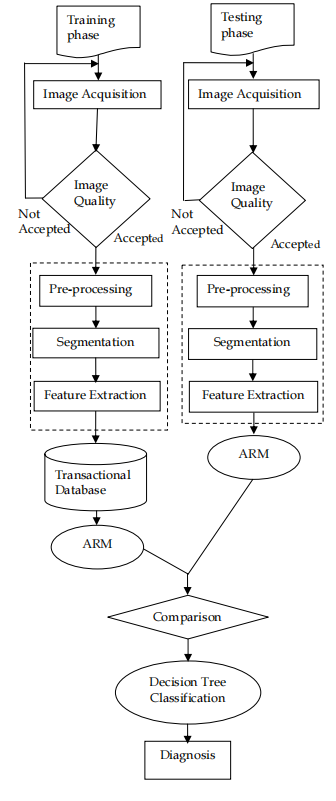 Training
phase
Image Acquisition
Image
Quality
Not
Accepted
Accepted
Pre-processing
Segmentation
Feature Extraction
Transactional
Database
ARM
Testing
phase
Image Acquisition
Image
Quality
Not
Accepted
Accepted
Pre-processing
Segmentation
Feature Extraction
ARM
Comparison
Decision Tree
Classification
Diagnosis